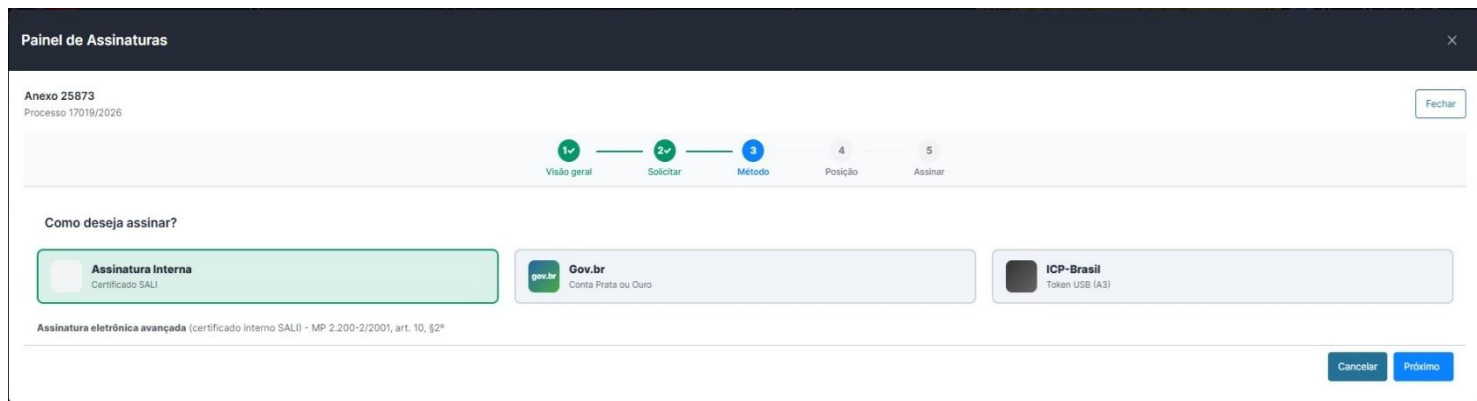 Painel de Assinaturas
×
Anexo 25873
Processo 17019/2026
Fechar
1✓
2✓
3
4
5
Visão geral
Solicitar
Método
Posição
Assinar
Como deseja assinar?
Assinatura Interna
Certificado SALI
gov.br
Gov.br
Conta Prata ou Ouro
ICP-Brasil
Token USB (A3)
Assinatura eletrônica avançada (certificado interno SALI) - MP 2.200-2/2001, art. 10, §2º
Cancelar
Próximo